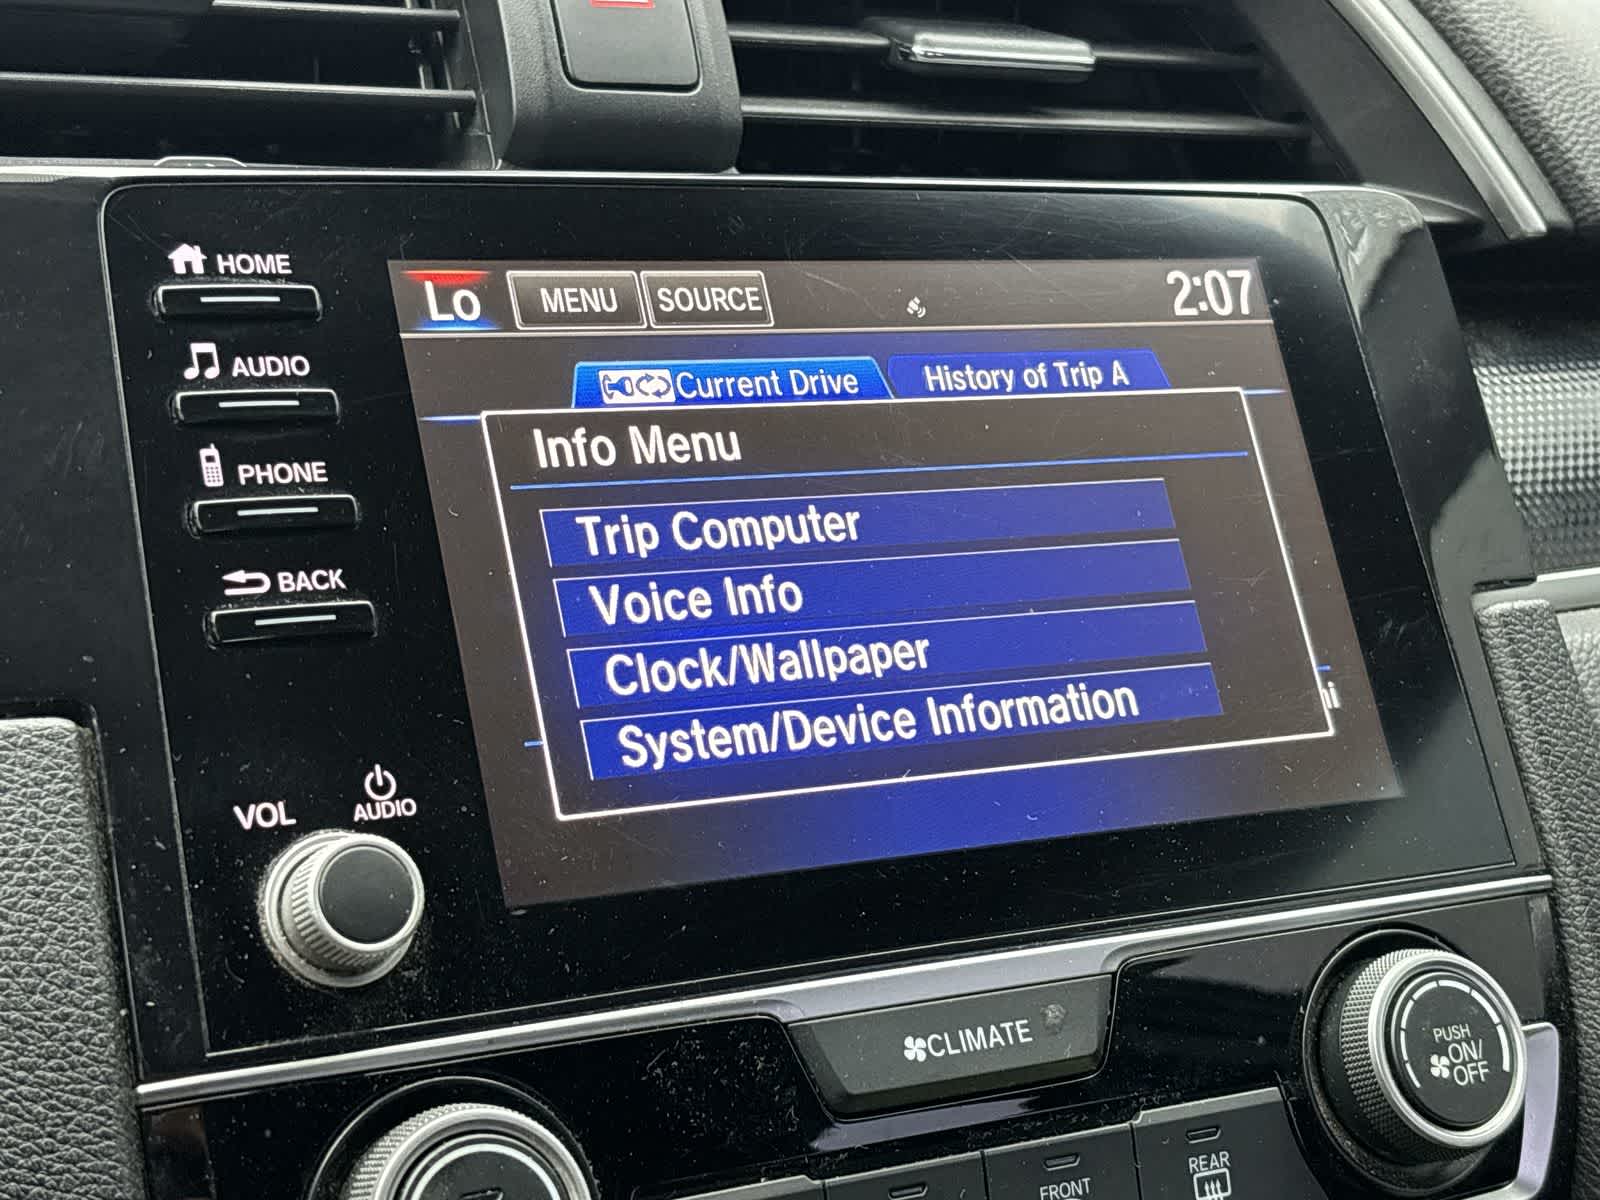 HOME
AUDIO
PHONE
BACK
VOL
AUDIO
Lo MENU SOURCE 2:07
Current Drive History of Trip A
Info Menu
Trip Computer
Voice Info
Clock/Wallpaper
System/Device Information
CLIMATE
PUSH
ON/
OFF
FRONT
REAR